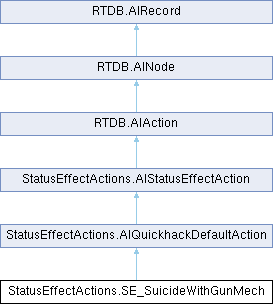 RTDB.AIRecord
RTDB.AINode
RTDB.AIAction
StatusEffectActions.AIStatusEffectAction
StatusEffectActions.AIQuickhackDefaultAction
StatusEffectActions.SE_SuicideWithGunMech